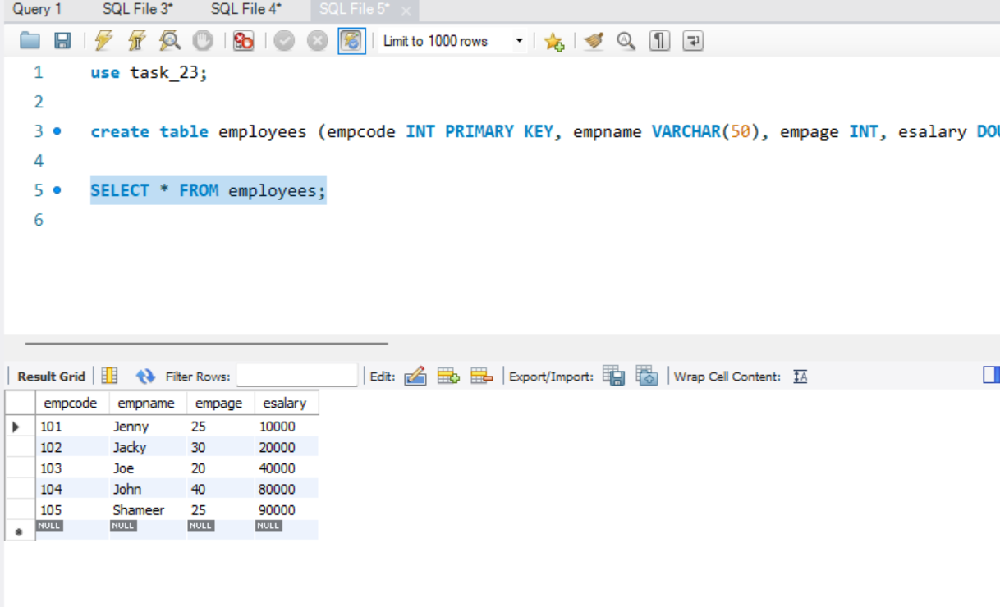 Query 1 SQL File 3* SQL File 4* SQL File 5*
Limit to 1000 rows
1 use task_23;
2
3 create table employees (empcode INT PRIMARY KEY, empname VARCHAR(50), empage INT, esalary DOU
4
5 SELECT * FROM employees;
6
Result Grid Filter Rows: Edit: Export/Import: Wrap Cell Content: IA
empcode empname empage esalary
101 Jenny 25 10000
102 Jacky 30 20000
103 Joe 20 40000
104 John 40 80000
105 Shameer 25 90000
NULL NULL NULL NULL